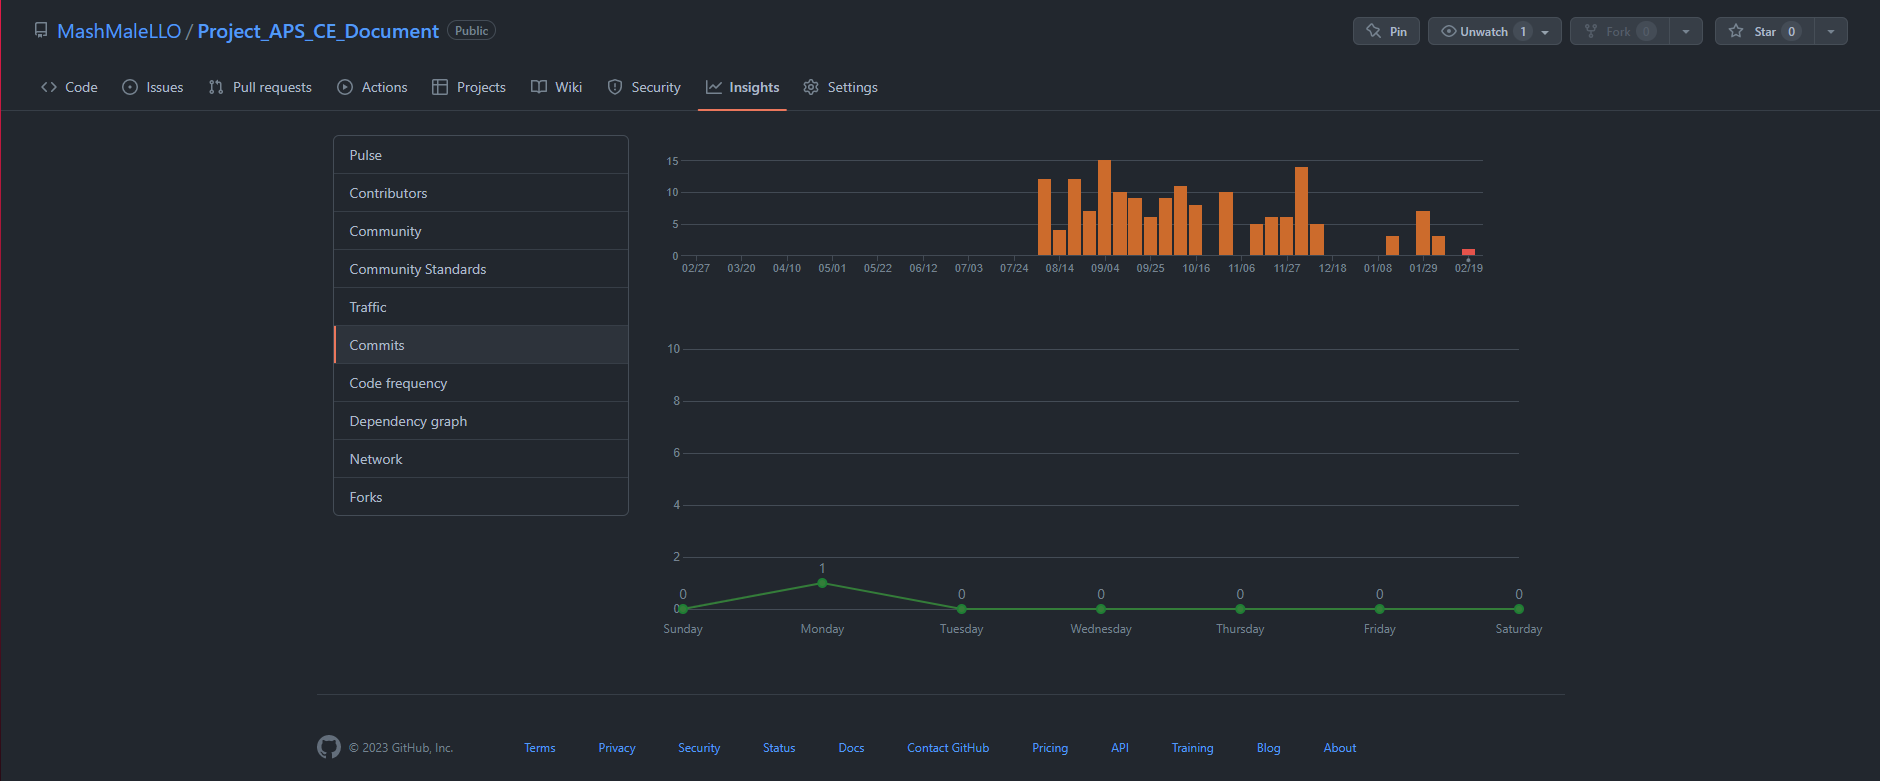 MashMaleLLO / Project_APS_CE_Document Public
Pin Unwatch 1 Fork 0 Star 0
Code Issues Pull requests Actions Projects Wiki Security Insights Settings
Pulse
Contributors
Community
Community Standards
Traffic
Commits
Code frequency
Dependency graph
Network
Forks
15
10
5
0
02/27 03/20 04/10 05/01 05/22 06/12 07/03 07/24 08/14 09/04 09/25 10/16 11/06 11/27 12/18 01/08 01/29 02/19
10
8
6
4
2
0
0 1 0 0 0 0 0
Sunday Monday Tuesday Wednesday Thursday Friday Saturday
© 2023 GitHub, Inc. Terms Privacy Security Status Docs Contact GitHub Pricing API Training Blog About